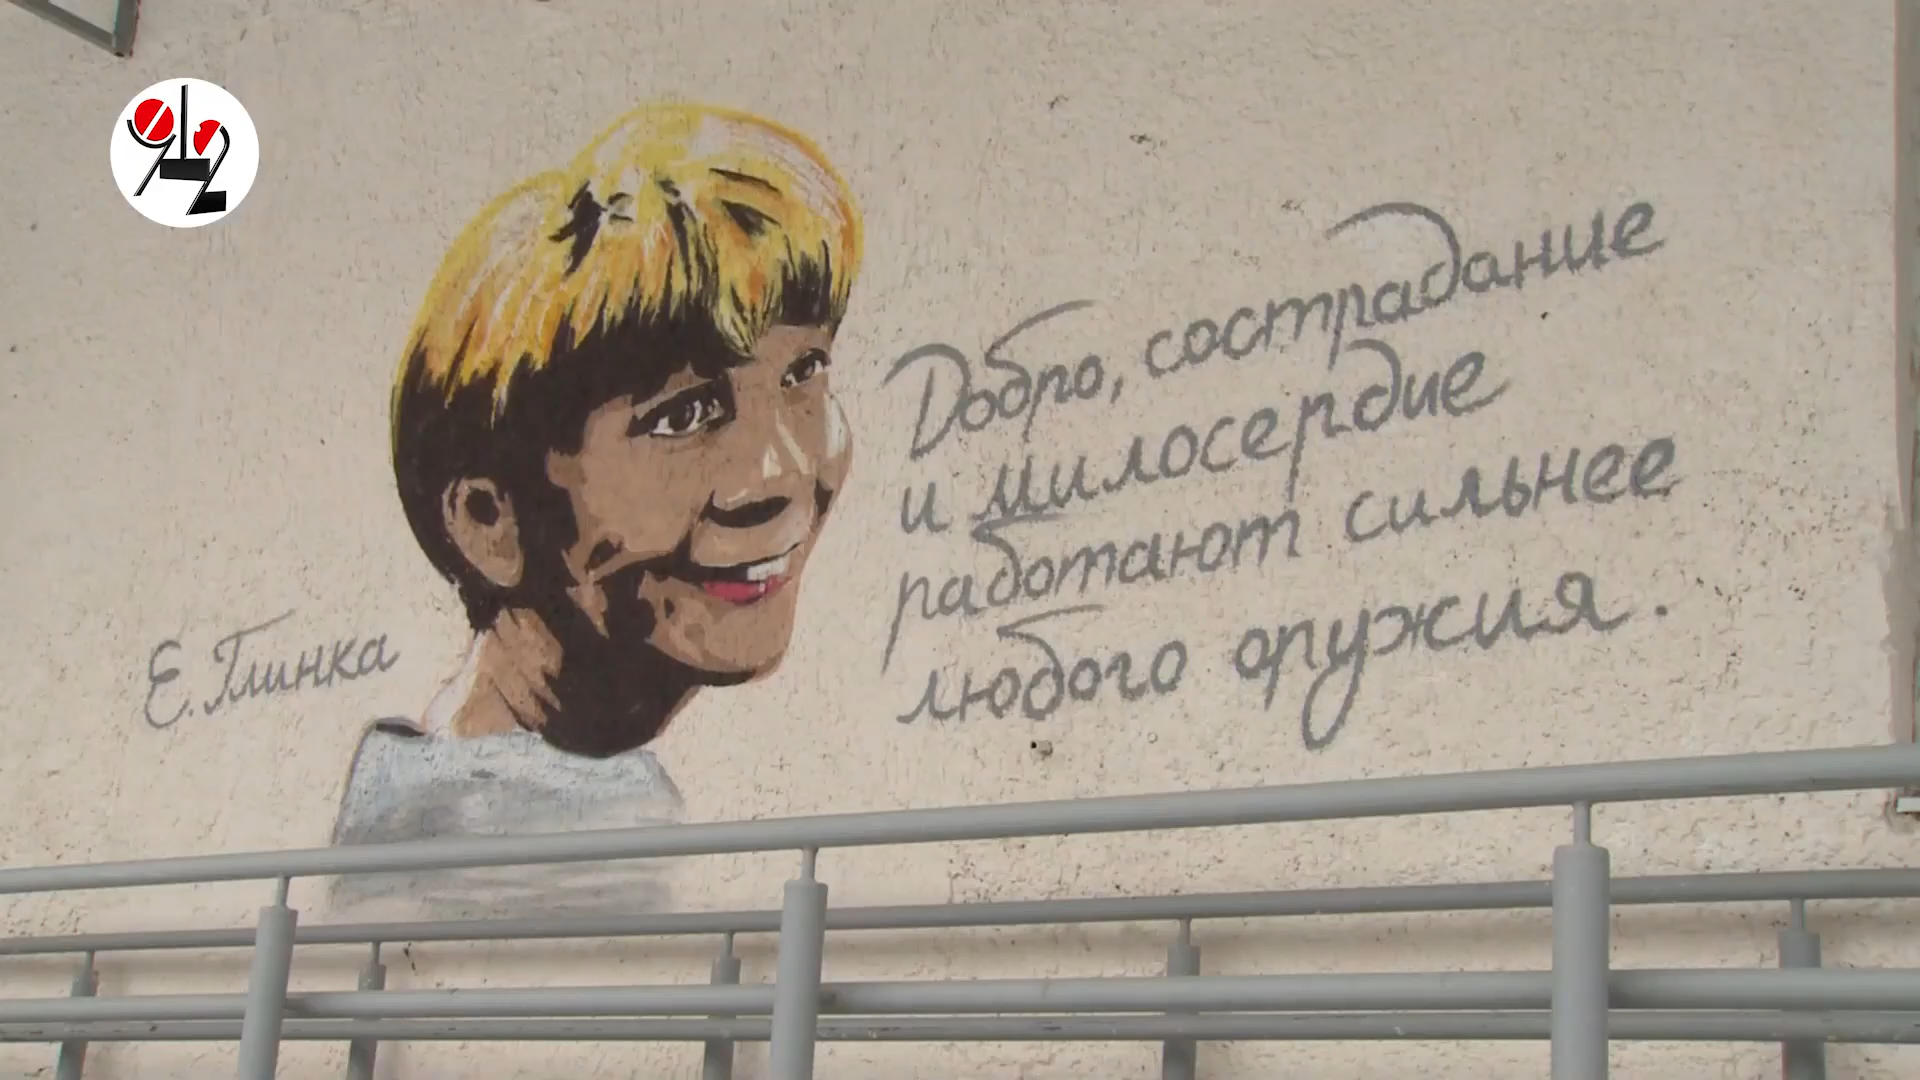 Добро, сострадание
и милосердие
работают сильнее
любого оружия.
Е. Глинка